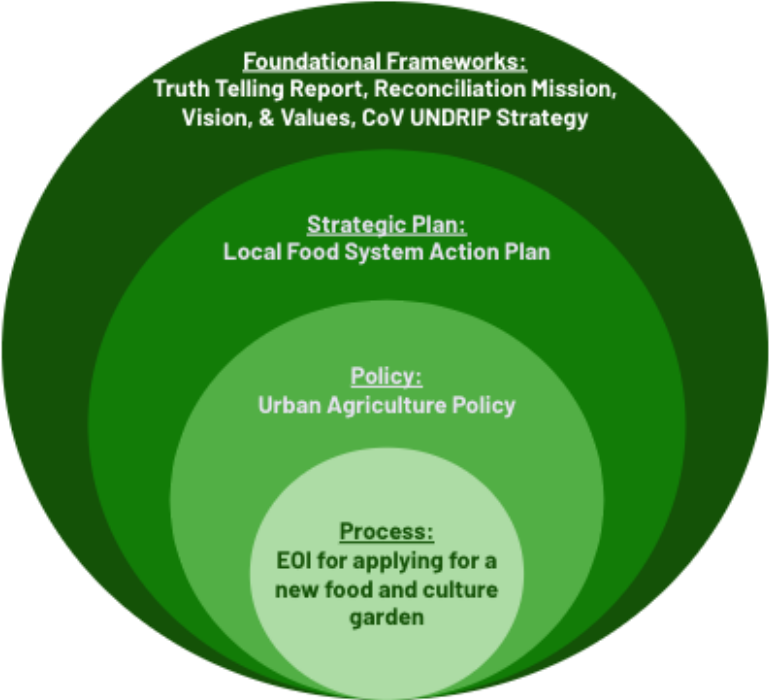 Foundational Frameworks:
Truth Telling Report, Reconciliation Mission,
Vision, & Values, CoV UNDRIP Strategy
Strategic Plan:
Local Food System Action Plan
Policy:
Urban Agriculture Policy
Process:
EOI for applying for a
new food and culture
garden